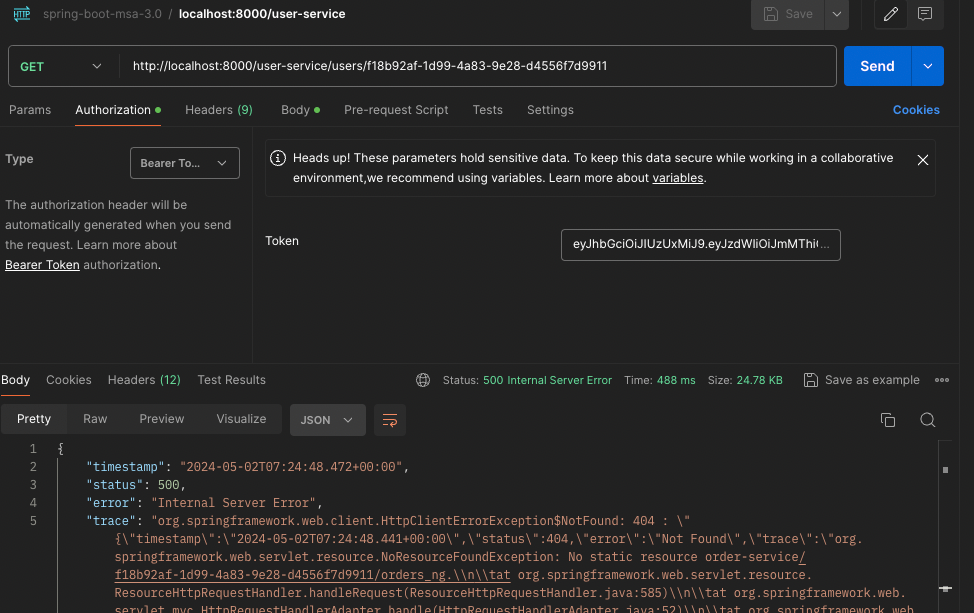 HTTP spring-boot-msa-3.0 / localhost:8000/user-service
Save
GET http://localhost:8000/user-service/users/f18b92af-1d99-4a83-9e28-d4556f7d9911 Send
Params Authorization Headers (9) Body Pre-request Script Tests Settings Cookies
Type Bearer To...
The authorization header will be
automatically generated when you send
the request. Learn more about
Bearer Token authorization.
Heads up! These parameters hold sensitive data. To keep this data secure while working in a collaborative
environment,we recommend using variables. Learn more about variables.
Token eyJhbGciOiJIUzUxMiJ9.eyJzdWIiOiJmMThi...
Body Cookies Headers (12) Test Results Status: 500 Internal Server Error Time: 488 ms Size: 24.78 KB Save as example
Pretty Raw Preview Visualize JSON
1 {
2 "timestamp": "2024-05-02T07:24:48.472+00:00",
3 "status": 500,
4 "error": "Internal Server Error",
5 "trace": "org.springframework.web.client.HttpClientErrorException$NotFound: 404 : \"
{\"timestamp\":\"2024-05-02T07:24:48.441+00:00\",\"status\":404,\"error\":\"Not Found\",\"trace\":\"org.
springframework.web.servlet.resource.NoResourceFoundException: No static resource order-service/
f18b92af-1d99-4a83-9e28-d4556f7d9911/orders_ng.\\n\\tat org.springframework.web.servlet.resource.
ResourceHttpRequestHandler.handleRequest(ResourceHttpRequestHandler.java:585)\\n\\tat org.springframework.web.
servlet.mvc.HttpRequestHandlerAdapter.handle(HttpRequestHandlerAdapter.java:52)\\n\\tat org.springframework.web